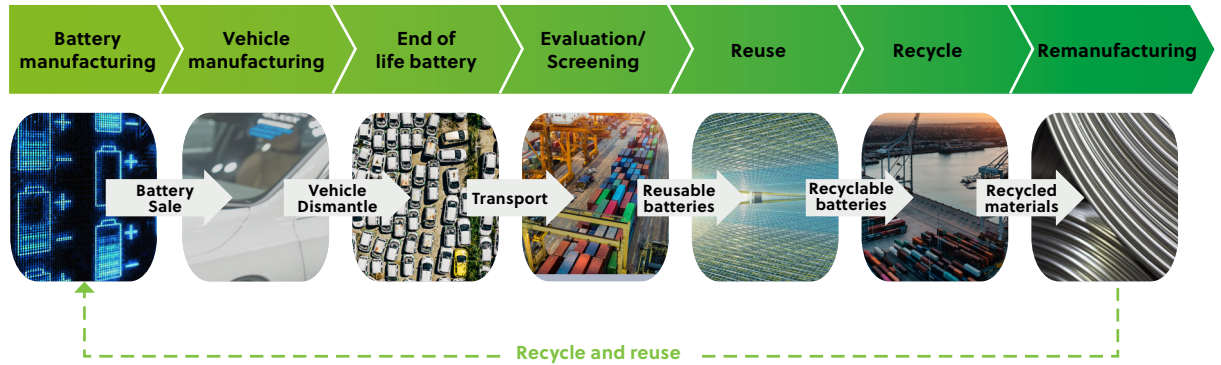 Battery
manufacturing
Vehicle
manufacturing
End of
life battery
Evaluation/
Screening
Reuse
Recycle
Remanufacturing
Battery
Sale
Vehicle
Dismantle
Transport
Reusable
batteries
Recyclable
batteries
Recycled
materials
Recycle and reuse